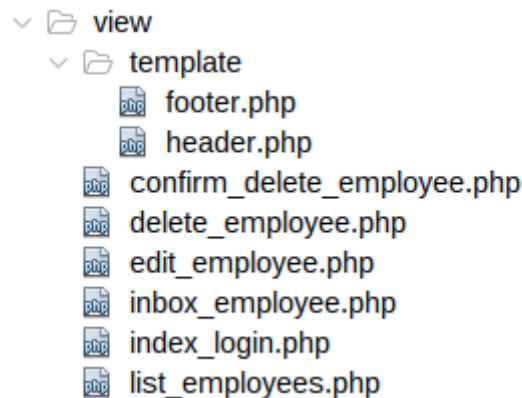 view
template
footer.php
header.php
confirm_delete_employee.php
delete_employee.php
edit_employee.php
inbox_employee.php
index_login.php
list_employees.php